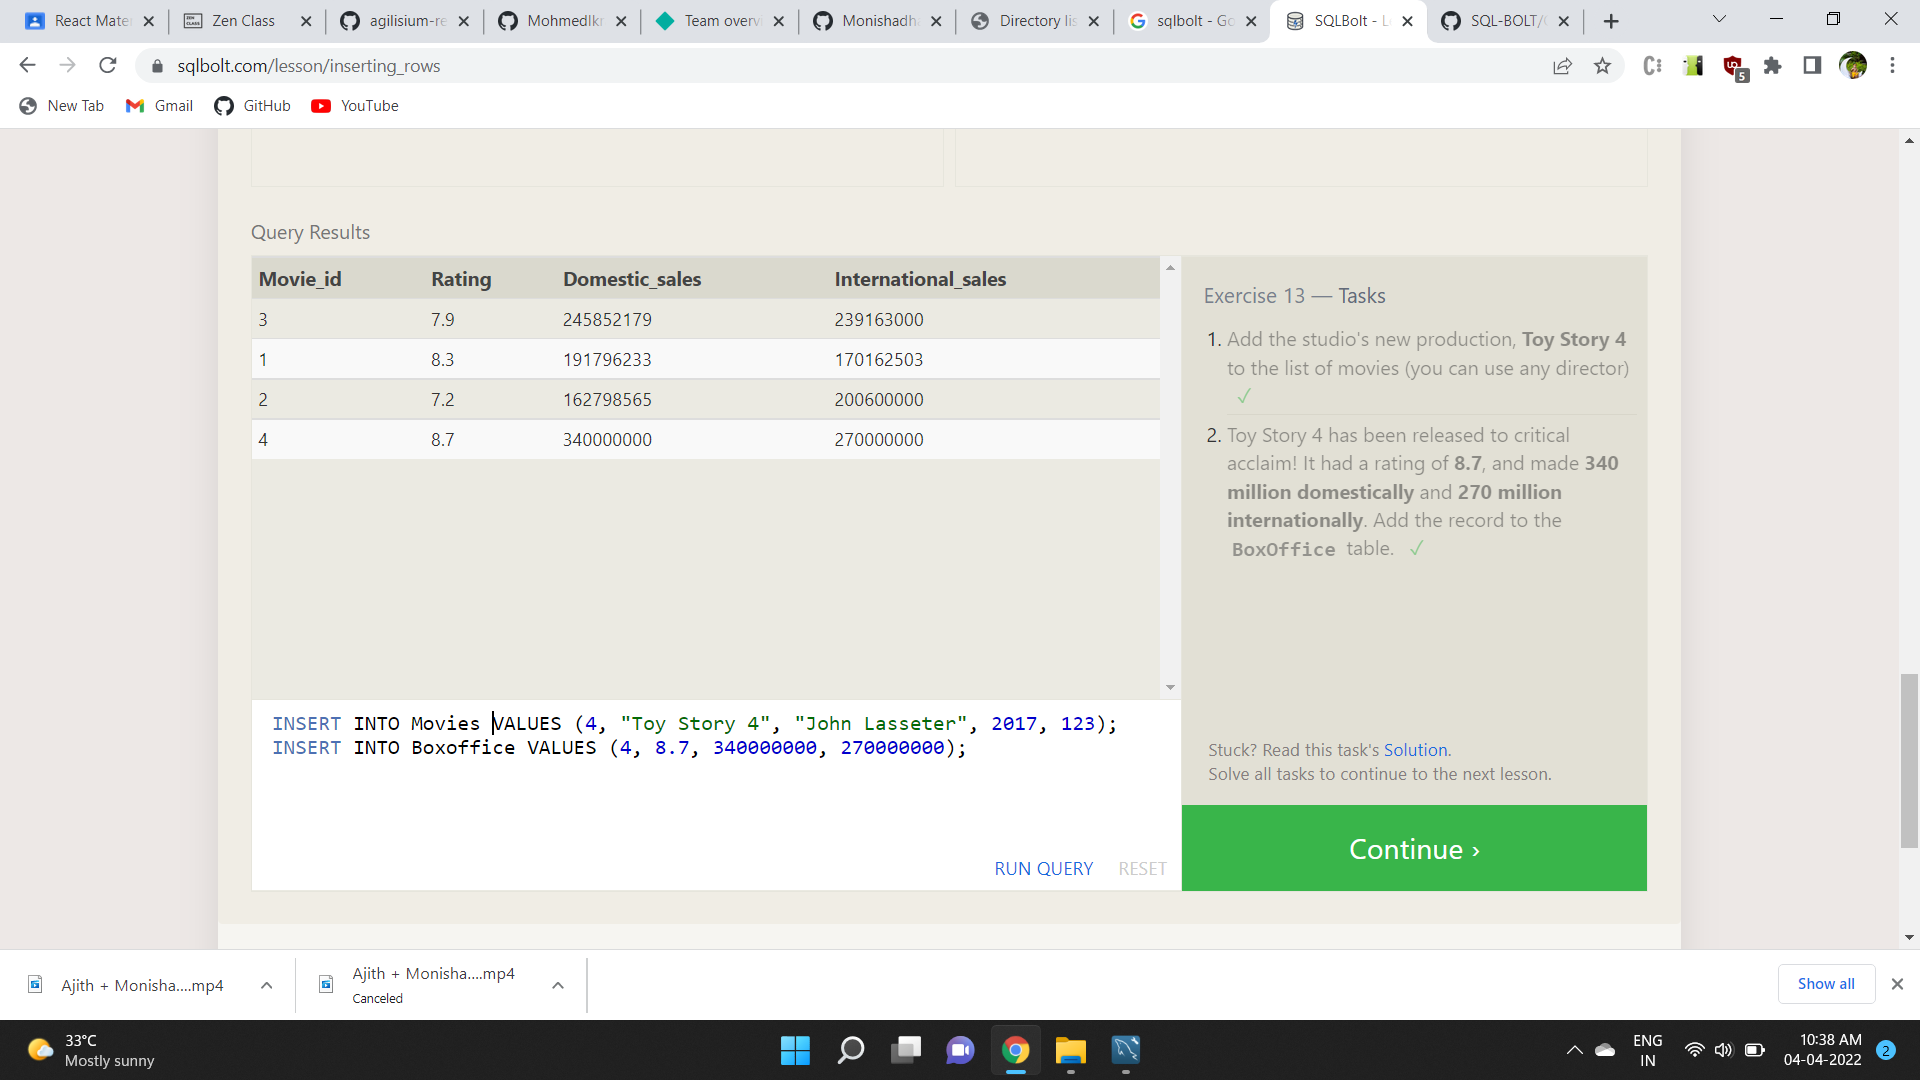 React Mate
Zen Class
agilisium-re
MohmedIkr
Team overvi
Monishadha
Directory lis
sqlbolt - Go
SQLBolt - Le
SQL-BOLT/
sqlbolt.com/lesson/inserting_rows
5
New Tab
Gmail
GitHub
YouTube
Query Results
Movie_id Rating Domestic_sales International_sales
3 7.9 245852179 239163000
1 8.3 191796233 170162503
2 7.2 162798565 200600000
4 8.7 340000000 270000000
Exercise 13 — Tasks
1. Add the studio's new production, Toy Story 4
to the list of movies (you can use any director)
✓
2. Toy Story 4 has been released to critical
acclaim! It had a rating of 8.7, and made 340
million domestically and 270 million
internationally. Add the record to the
BoxOffice table. ✓
INSERT INTO Movies VALUES (4, "Toy Story 4", "John Lasseter", 2017, 123);
INSERT INTO Boxoffice VALUES (4, 8.7, 340000000, 270000000);
RUN QUERY RESET
Stuck? Read this task's Solution.
Solve all tasks to continue to the next lesson.
Continue ›
Ajith + Monisha....mp4
Ajith + Monisha....mp4
Canceled
Show all
33°C
Mostly sunny
ENG
IN
10:38 AM
04-04-2022
2